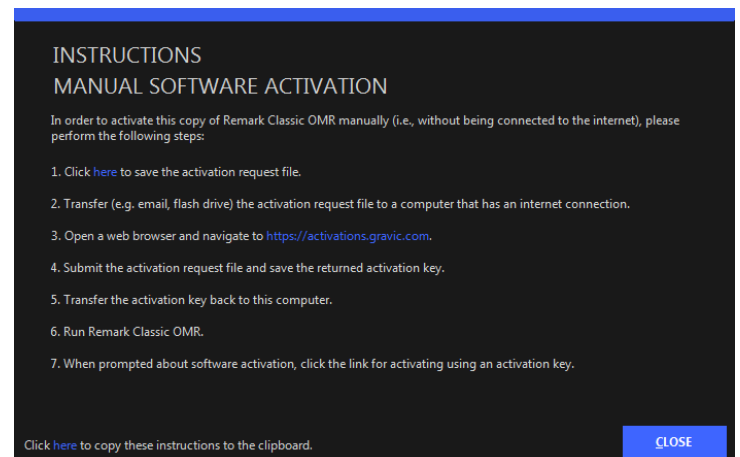 INSTRUCTIONS
MANUAL SOFTWARE ACTIVATION
In order to activate this copy of Remark Classic OMR manually (i.e., without being connected to the internet), please
perform the following steps:
1. Click here to save the activation request file.
2. Transfer (e.g. email, flash drive) the activation request file to a computer that has an internet connection.
3. Open a web browser and navigate to https://activations.gravic.com.
4. Submit the activation request file and save the returned activation key.
5. Transfer the activation key back to this computer.
6. Run Remark Classic OMR.
7. When prompted about software activation, click the link for activating using an activation key.
Click here to copy these instructions to the clipboard.
CLOSE